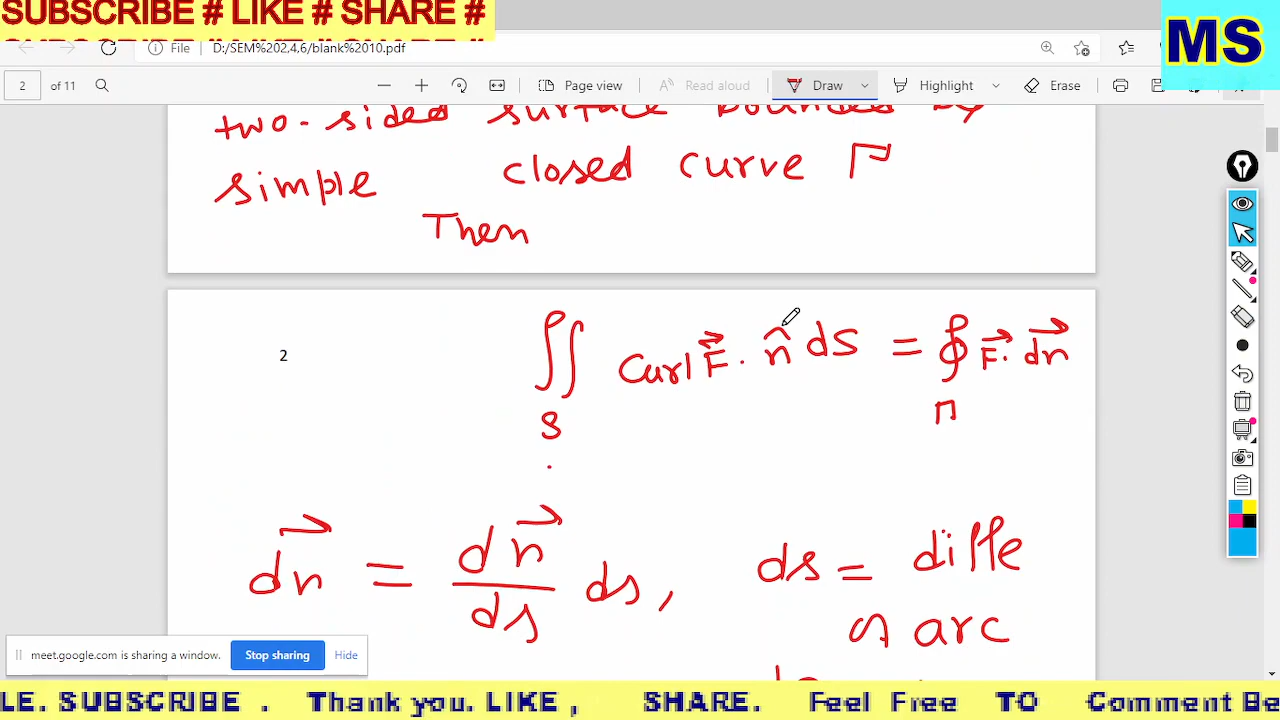 SUBSCRIBE # LIKE # SHARE #
MS
File D:/SEM%202.4.6/blank%2010.pdf
2 of 11 Page view Read aloud Draw Highlight Erase
two-sided surface bounded by
simple closed curve Γ
Then
2
∬ Curl F⃗ . n̂ ds = ∮ F⃗ . dr⃗
S Γ
dr⃗ = dr⃗/ds ds, ds = diffe
of arc
meet.google.com is sharing a window. Stop sharing Hide
LE. SUBSCRIBE . Thank you. LIKE , SHARE. Feel Free TO Comment Be